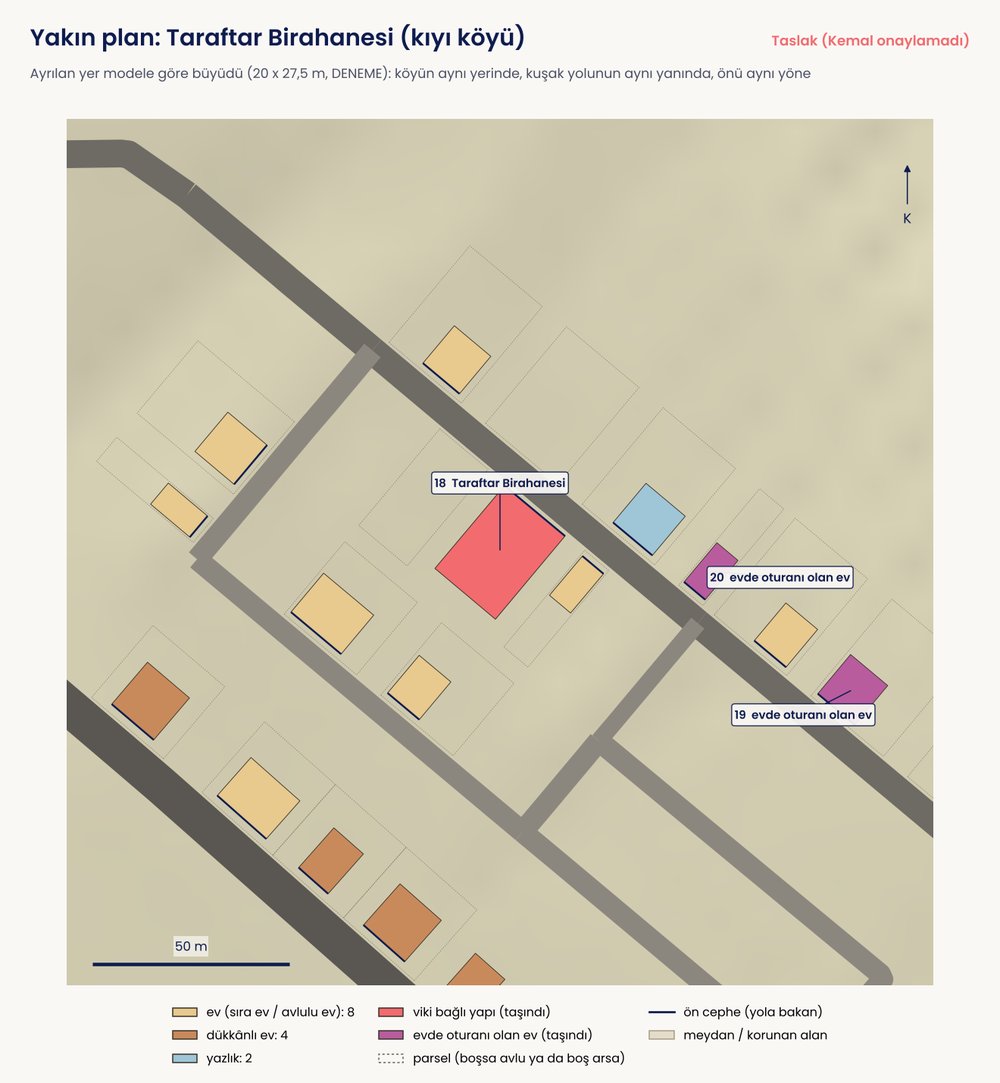 Yakın plan: Taraftar Birahanesi (kıyı köyü)
Taslak (Kemal onaylamadı)
Ayrılan yer modele göre büyüdü (20 x 27,5 m, DENEME): köyün aynı yerinde, kuşak yolunun aynı yanında, önü aynı yöne
K
18 Taraftar Birahanesi
20 evde oturanı olan ev
19 evde oturanı olan ev
50 m
ev (sıra ev / avlulu ev): 8
viki bağlı yapı (taşındı)
ön cephe (yola bakan)
dükkânlı ev: 4
evde oturanı olan ev (taşındı)
meydan / korunan alan
yazlık: 2
parsel (boşsa avlu ya da boş arsa)